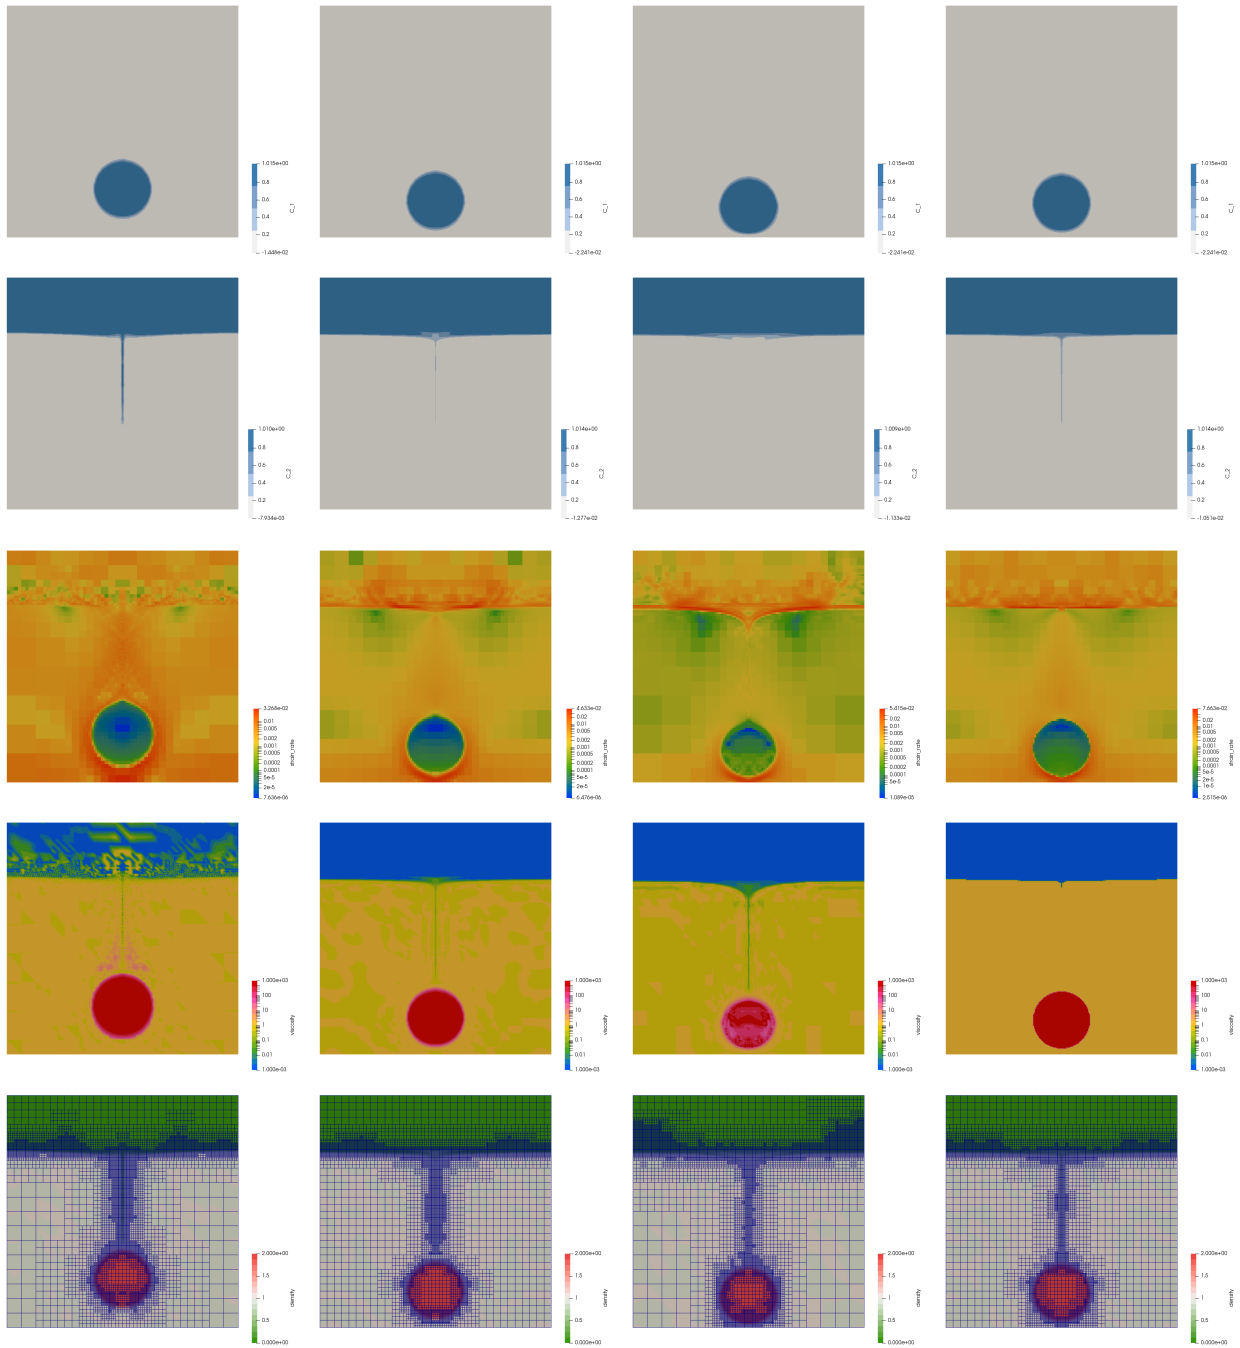 1.015e+00
0.8
0.6
0.4
0.2
-1.448e-02
C_1
1.015e+00
0.8
0.6
0.4
0.2
-2.241e-02
C_1
1.015e+00
0.8
0.6
0.4
0.2
-2.241e-02
C_1
1.015e+00
0.8
0.6
0.4
0.2
-2.241e-02
C_1
1.010e+00
0.8
0.6
0.4
0.2
-7.934e-03
C_2
1.014e+00
0.8
0.6
0.4
0.2
-1.277e-02
C_2
1.009e+00
0.8
0.6
0.4
0.2
-1.133e-02
C_2
1.014e+00
0.8
0.6
0.4
0.2
-1.051e-02
C_2
3.268e-02
0.01
0.005
0.002
0.001
0.0005
0.0002
0.0001
5e-5
2e-5
7.636e-06
strain_rate
4.633e-02
0.02
0.01
0.005
0.002
0.001
0.0005
0.0002
0.0001
5e-5
2e-5
6.476e-06
strain_rate
5.415e-02
0.02
0.01
0.005
0.002
0.001
0.0005
0.0002
0.0001
5e-5
1.089e-05
strain_rate
7.663e-02
0.02
0.01
0.005
0.002
0.001
0.0005
0.0002
0.0001
5e-5
2e-5
1e-5
2.515e-06
strain_rate
1.000e+03
100
10
1
0.1
0.01
1.000e-03
viscosity
1.000e+03
100
10
1
0.1
0.01
1.000e-03
viscosity
1.000e+03
100
10
1
0.1
0.01
1.000e-03
viscosity
1.000e+03
100
10
1
0.1
0.01
1.000e-03
viscosity
2.000e+00
1.5
1
0.5
0.000e+00
density
2.000e+00
1.5
1
0.5
0.000e+00
density
2.000e+00
1.5
1
0.5
0.000e+00
density
2.000e+00
1.5
1
0.5
0.000e+00
density